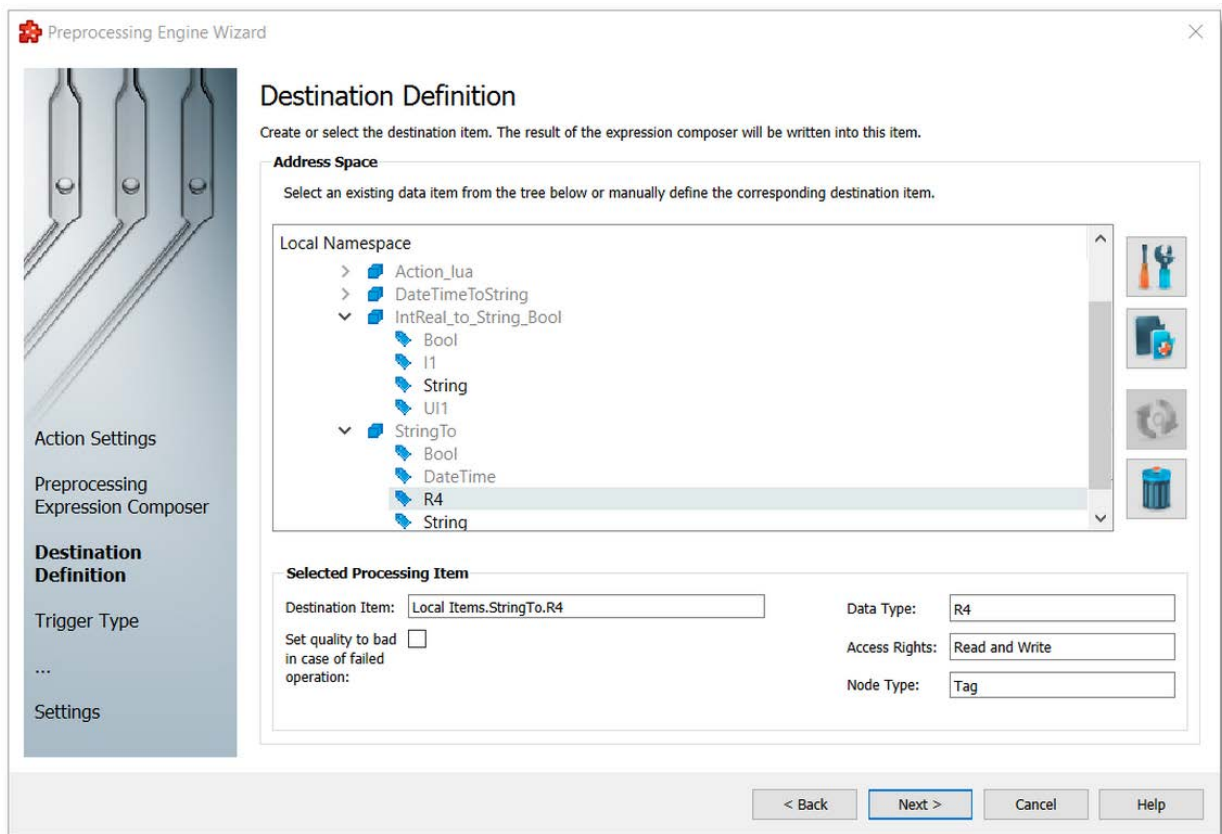 Preprocessing Engine Wizard
Destination Definition
Create or select the destination item. The result of the expression composer will be written into this item.
Address Space
Select an existing data item from the tree below or manually define the corresponding destination item.
Local Namespace
Action_lua
DateTimeToString
IntReal_to_String_Bool
Bool
I1
String
UI1
StringTo
Bool
DateTime
R4
String
Action Settings
Preprocessing
Expression Composer
Destination
Definition
Trigger Type
...
Settings
Selected Processing Item
Destination Item: Local Items.StringTo.R4
Set quality to bad
in case of failed
operation:
Data Type: R4
Access Rights: Read and Write
Node Type: Tag
< Back Next > Cancel Help